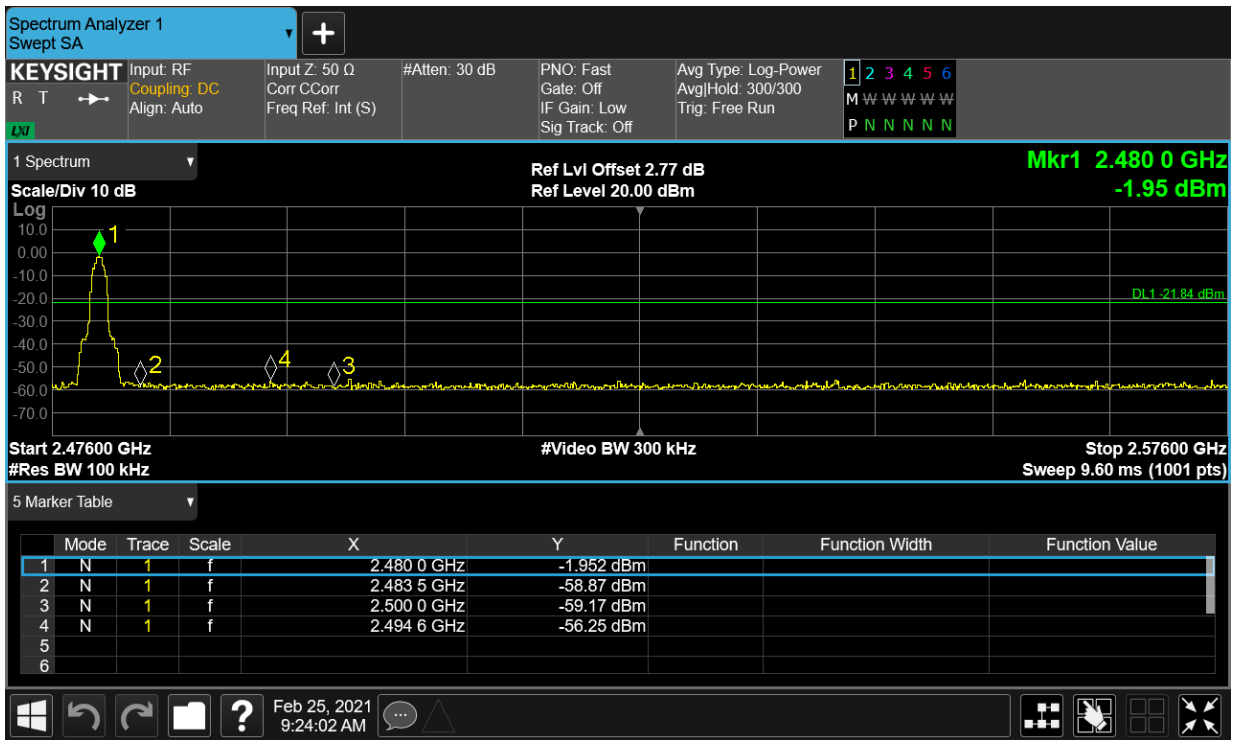 Spectrum Analyzer 1
Swept SA
+
KEYSIGHT Input: RF Input Z: 50 Ω #Atten: 30 dB PNO: Fast Avg Type: Log-Power 1 2 3 4 5 6
R T Coupling: DC Corr CCorr Gate: Off Avg|Hold: 300/300 M W W W W W
Align: Auto Freq Ref: Int (S) IF Gain: Low Trig: Free Run
LXI Sig Track: Off P N N N N N
1 Spectrum Ref Lvl Offset 2.77 dB Mkr1 2.480 0 GHz
Scale/Div 10 dB Ref Level 20.00 dBm -1.95 dBm
Log
10.0 1
0.00
-10.0
-20.0 DL1 -21.84 dBm
-30.0
-40.0
-50.0 2 4 3
-60.0
-70.0
Start 2.47600 GHz #Video BW 300 kHz Stop 2.57600 GHz
#Res BW 100 kHz Sweep 9.60 ms (1001 pts)
5 Marker Table
Mode Trace Scale X Y Function Function Width Function Value
1 N 1 f 2.480 0 GHz -1.952 dBm
2 N 1 f 2.483 5 GHz -58.87 dBm
3 N 1 f 2.500 0 GHz -59.17 dBm
4 N 1 f 2.494 6 GHz -56.25 dBm
5
6
? Feb 25, 2021
9:24:02 AM